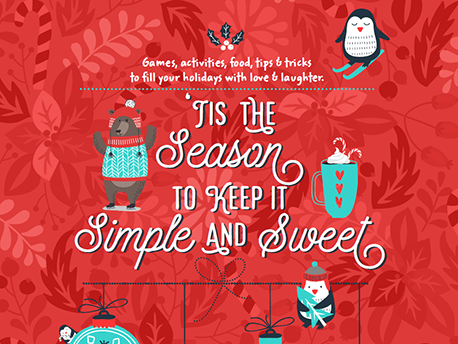 Games, activities, food, tips & tricks
to fill your holidays with love & laughter.
'TIS THE
Season
TO KEEP IT
Simple AND Sweet